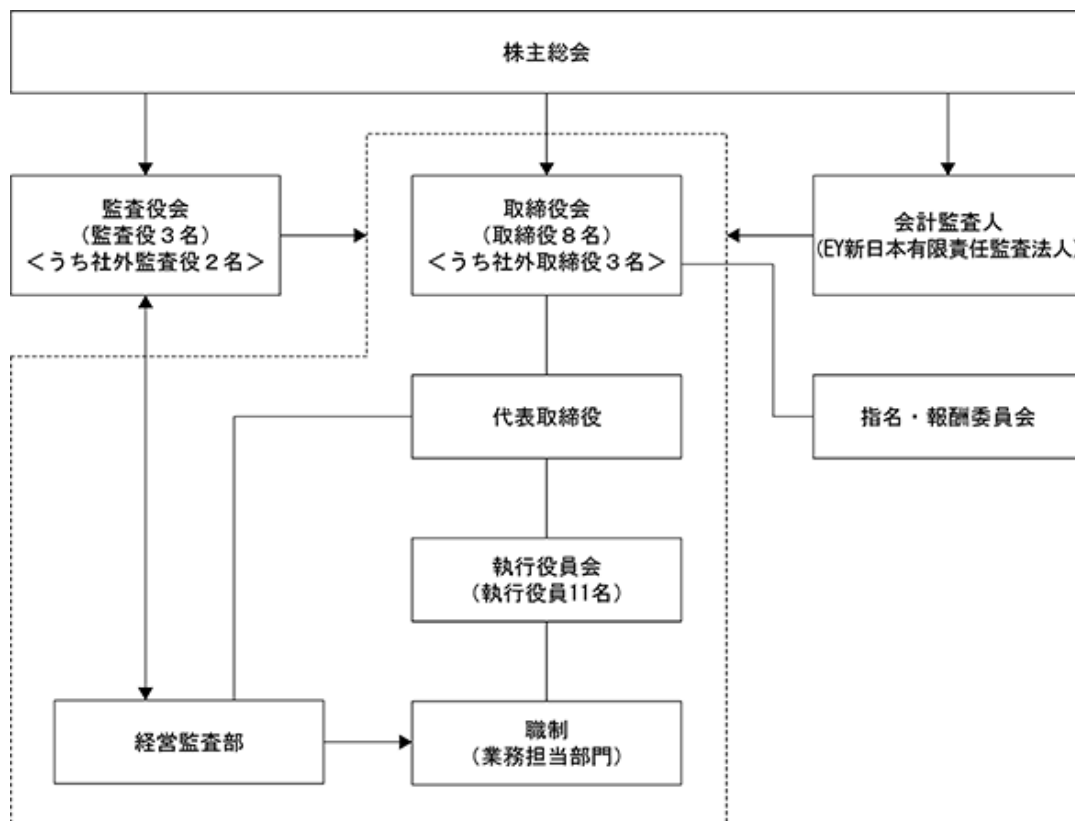 株主総会
監査役会
(監査役3名)
<うち社外監査役2名>
取締役会
(取締役8名)
<うち社外取締役3名>
会計監査人
(EY新日本有限責任監査法人)
代表取締役
指名・報酬委員会
執行役員会
(執行役員11名)
経営監査部
職制
(業務担当部門)